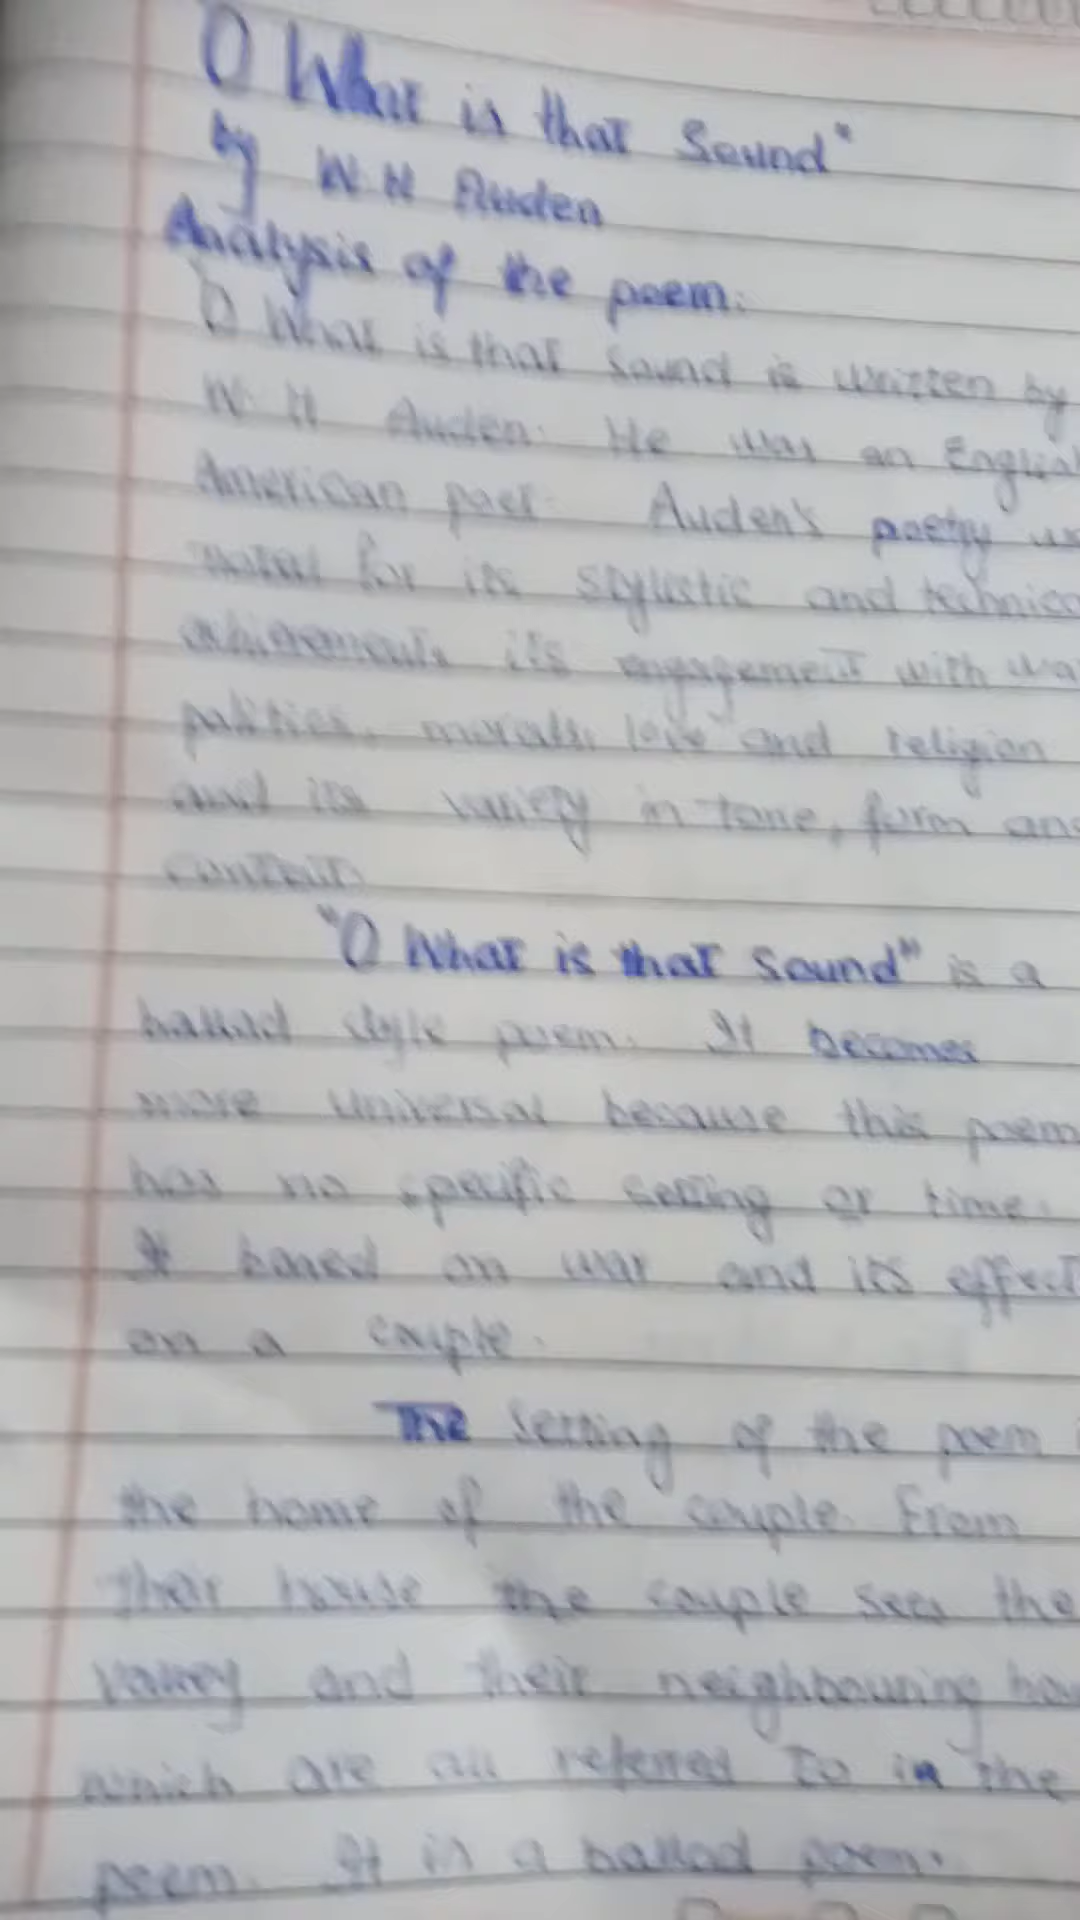 O What is that Sound"
by W. H Auden
Analysis of the poem.
O What is that Sound is written by
W. H Auden. He was an English
American poet. Auden's poetry
noted for its stylistic and
its engagement with
politics, morals, love and religion
and its variety in tone, form
content.
"O What is that Sound" is a
ballad style poem. It becomes
more universal because this poem
has no specific setting or time.
It based on war and its effect
on a couple.
The setting of the poem
the home of the couple. From
their house the couple sees the
valley and their neighbouring
which are all referred to in the
poem. It is a ballad poem.